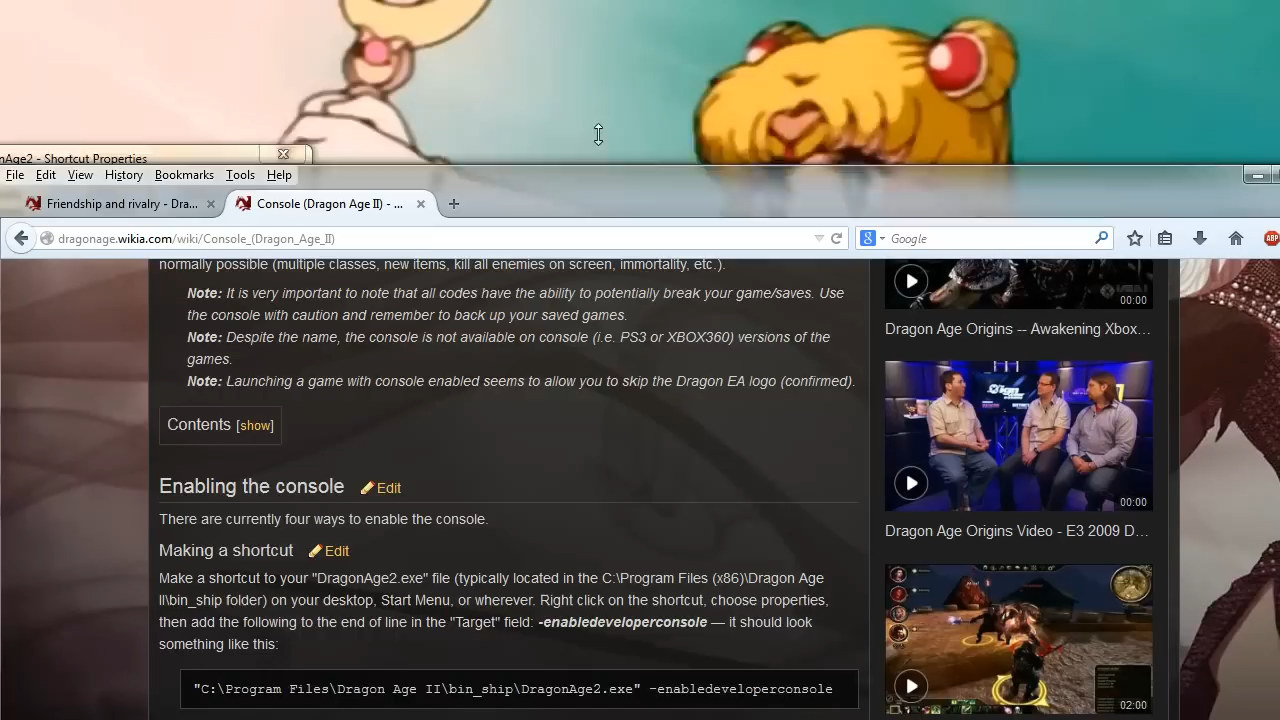 nAge2 - Shortcut Properties
File Edit View History Bookmarks Tools Help
Friendship and rivalry - Dra...
Console (Dragon Age II) - ...
dragonage.wikia.com/wiki/Console_(Dragon_Age_II)
Google
ABP
normally possible (multiple classes, new items, kill all enemies on screen, immortality, etc.).
Note: It is very important to note that all codes have the ability to potentially break your game/saves. Use
the console with caution and remember to back up your saved games.
Note: Despite the name, the console is not available on console (i.e. PS3 or XBOX360) versions of the
games.
Note: Launching a game with console enabled seems to allow you to skip the Dragon EA logo (confirmed).
Contents [show]
Enabling the console Edit
There are currently four ways to enable the console.
Making a shortcut Edit
Make a shortcut to your "DragonAge2.exe" file (typically located in the C:\Program Files (x86)\Dragon Age
II\bin_ship folder) on your desktop, Start Menu, or wherever. Right click on the shortcut, choose properties,
then add the following to the end of line in the "Target" field: -enabledeveloperconsole — it should look
something like this:
"C:\Program Files\Dragon Age II\bin_ship\DragonAge2.exe" -enabledeveloperconsole
00:00
Dragon Age Origins -- Awakening Xbox...
IGN
00:00
Dragon Age Origins Video - E3 2009 D...
02:00